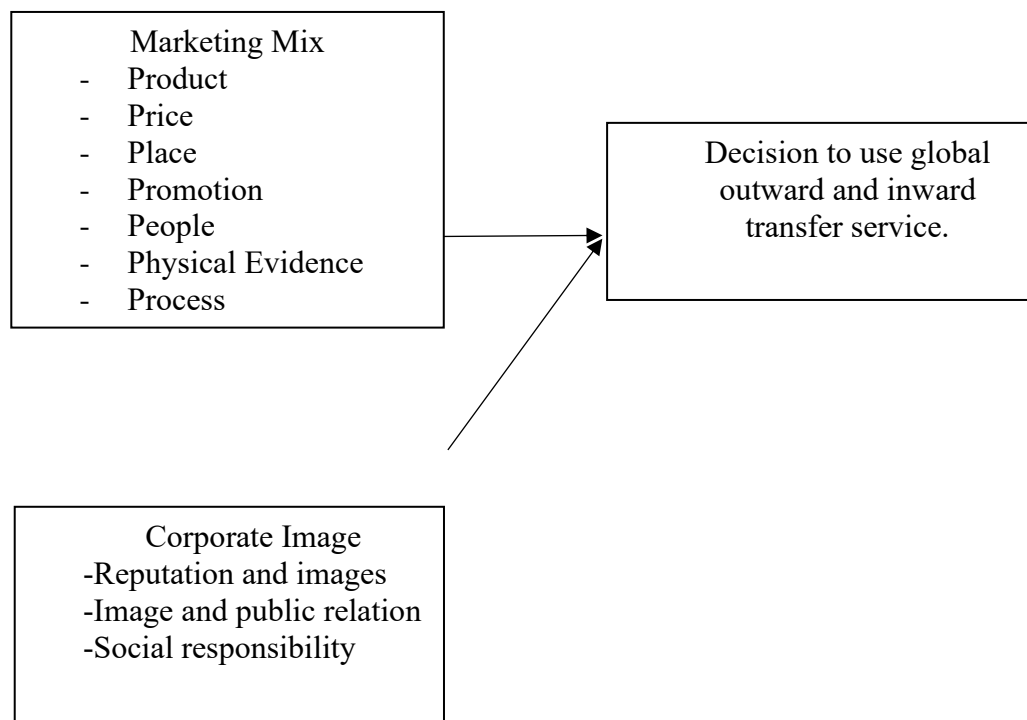 Marketing Mix
- Product
- Price
- Place
- Promotion
- People
- Physical Evidence
- Process
Decision to use global
outward and inward
transfer service.
Corporate Image
-Reputation and images
-Image and public relation
-Social responsibility